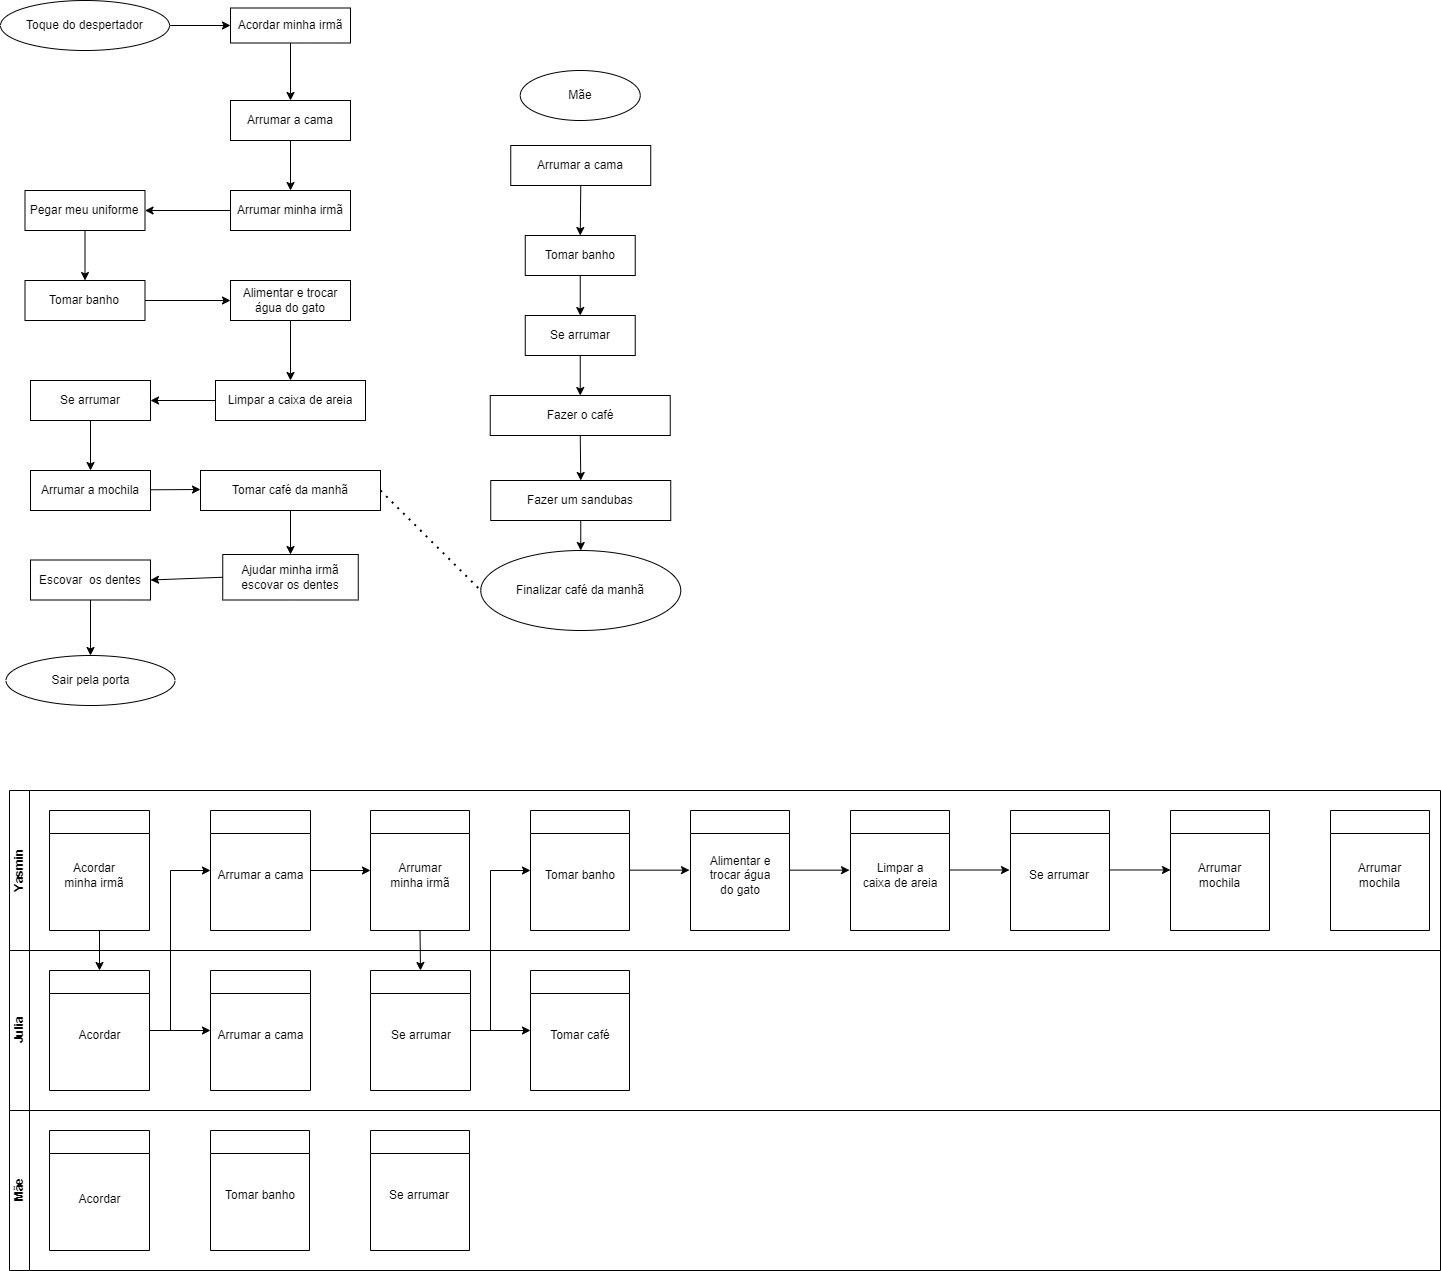 Toque do despertador
Acordar minha irmã
Arrumar a cama
Pegar meu uniforme
Arrumar minha irmã
Tomar banho
Alimentar e trocar
água do gato
Se arrumar
Limpar a caixa de areia
Arrumar a mochila
Tomar café da manhã
Escovar  os dentes
Ajudar minha irmã
escovar os dentes
Sair pela porta
Mãe
Arrumar a cama
Tomar banho
Se arrumar
Fazer o café
Fazer um sandubas
Finalizar café da manhã
Yasmin
Acordar
minha irmã
Arrumar a cama
Arrumar
minha irmã
Tomar banho
Alimentar e
trocar água
do gato
Limpar a
caixa de areia
Se arrumar
Arrumar
mochila
Arrumar
mochila
Julia
Acordar
Arrumar a cama
Se arrumar
Tomar café
Mãe
Acordar
Tomar banho
Se arrumar